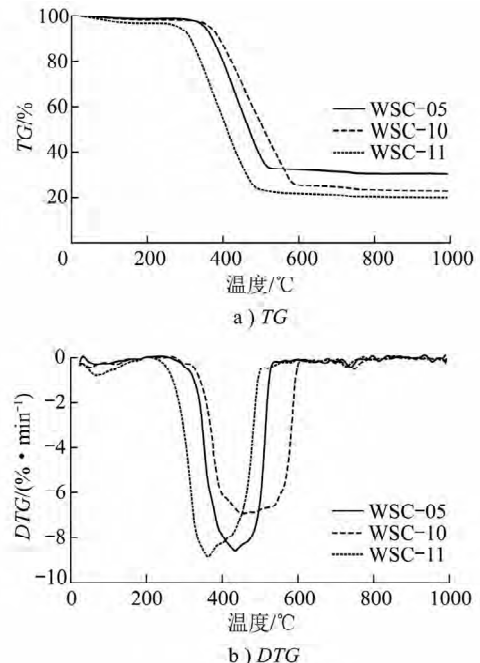 100
80
60
40
20
TG/%
WSC-05
WSC-10
WSC-11
0 200 400 600 800 1000
温度/℃
a ) TG
0
-2
-4
-6
-8
-10
DTG/(%·min⁻¹)
WSC-05
WSC-10
WSC-11
0 200 400 600 800 1000
温度/℃
b ) DTG